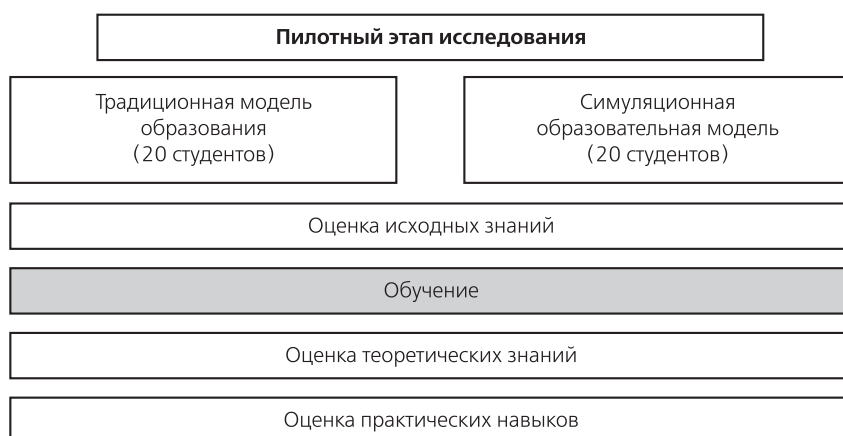 Пилотный этап исследования
Традиционная модель
образования
(20 студентов)
Симуляционная
образовательная модель
(20 студентов)
Оценка исходных знаний
Обучение
Оценка теоретических знаний
Оценка практических навыков